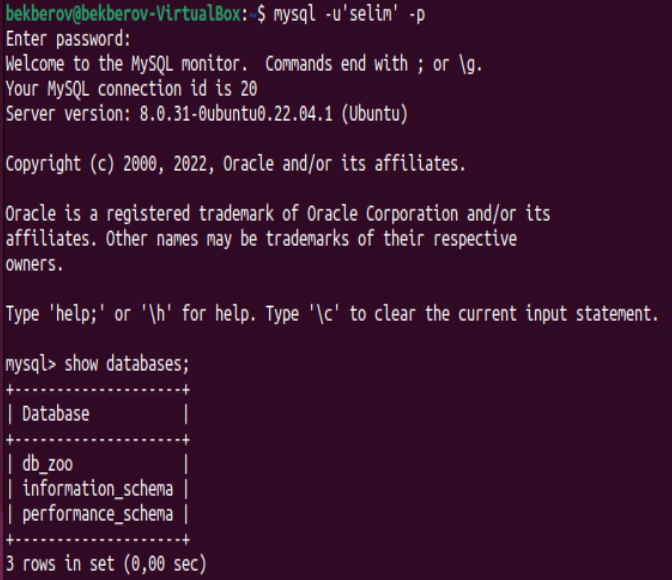 bekberov@bekberov-VirtualBox:~$ mysql -u'selim' -p
Enter password:
Welcome to the MySQL monitor.  Commands end with ; or \g.
Your MySQL connection id is 20
Server version: 8.0.31-0ubuntu0.22.04.1 (Ubuntu)

Copyright (c) 2000, 2022, Oracle and/or its affiliates.

Oracle is a registered trademark of Oracle Corporation and/or its
affiliates. Other names may be trademarks of their respective
owners.

Type 'help;' or '\h' for help. Type '\c' to clear the current input statement.

mysql> show databases;
+--------------------+
| Database           |
+--------------------+
| db_zoo             |
| information_schema |
| performance_schema |
+--------------------+
3 rows in set (0,00 sec)